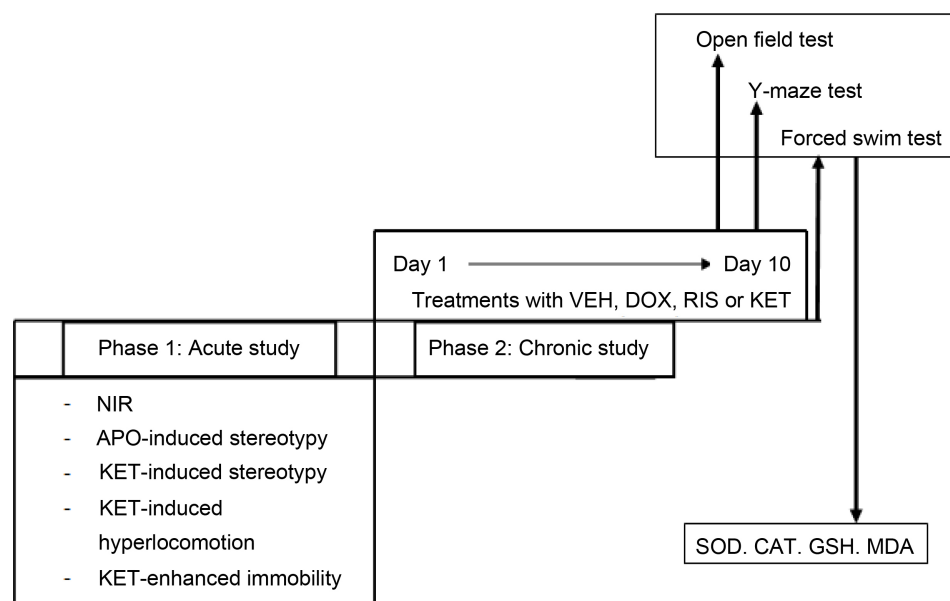 Open field test
Y-maze test
Forced swim test
Day 1 Day 10
Treatments with VEH, DOX, RIS or KET
Phase 1: Acute study
Phase 2: Chronic study
- NIR
- APO-induced stereotypy
- KET-induced stereotypy
- KET-induced
hyperlocomotion
- KET-enhanced immobility
SOD. CAT. GSH. MDA